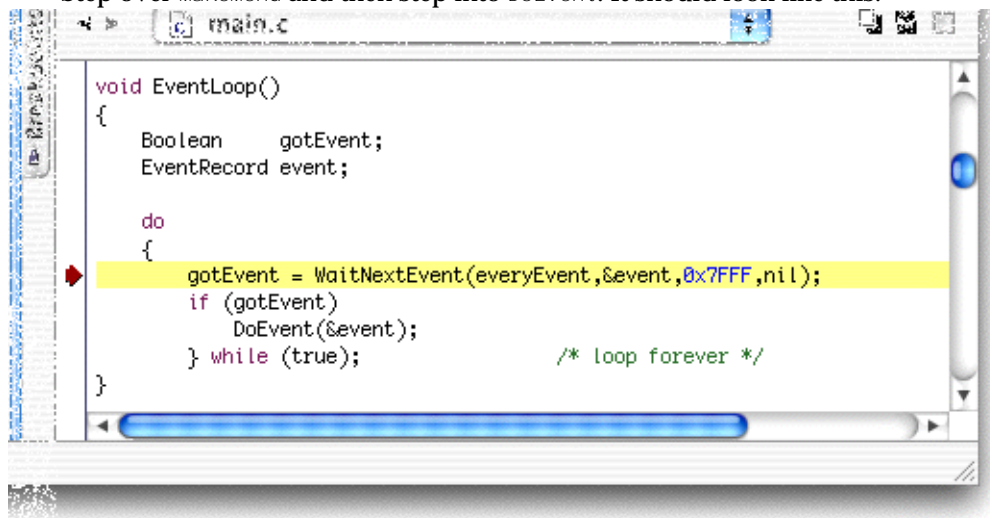 main.c
void EventLoop()
{
Boolean gotEvent;
EventRecord event;
do
{
gotEvent = WaitNextEvent(everyEvent,&event,0x7FFF,nil);
if (gotEvent)
DoEvent(&event);
} while (true); /* loop forever */
}